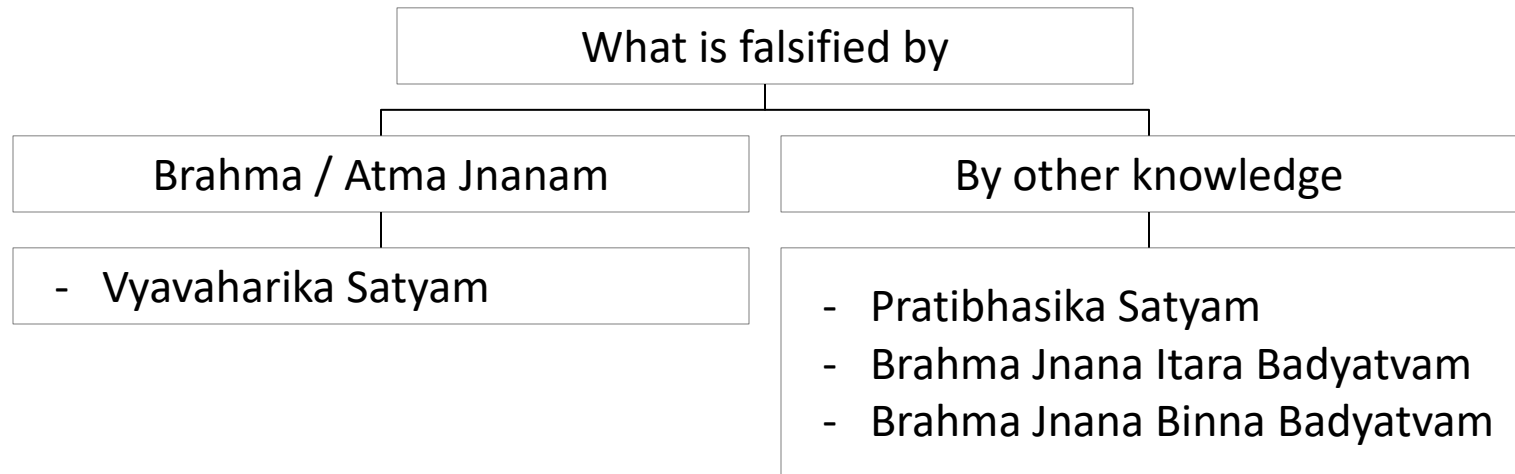 What is falsified by
Brahma / Atma Jnanam
By other knowledge
- Vyavaharika Satyam
- Pratibhasika Satyam
- Brahma Jnana Itara Badyatvam
- Brahma Jnana Binna Badyatvam